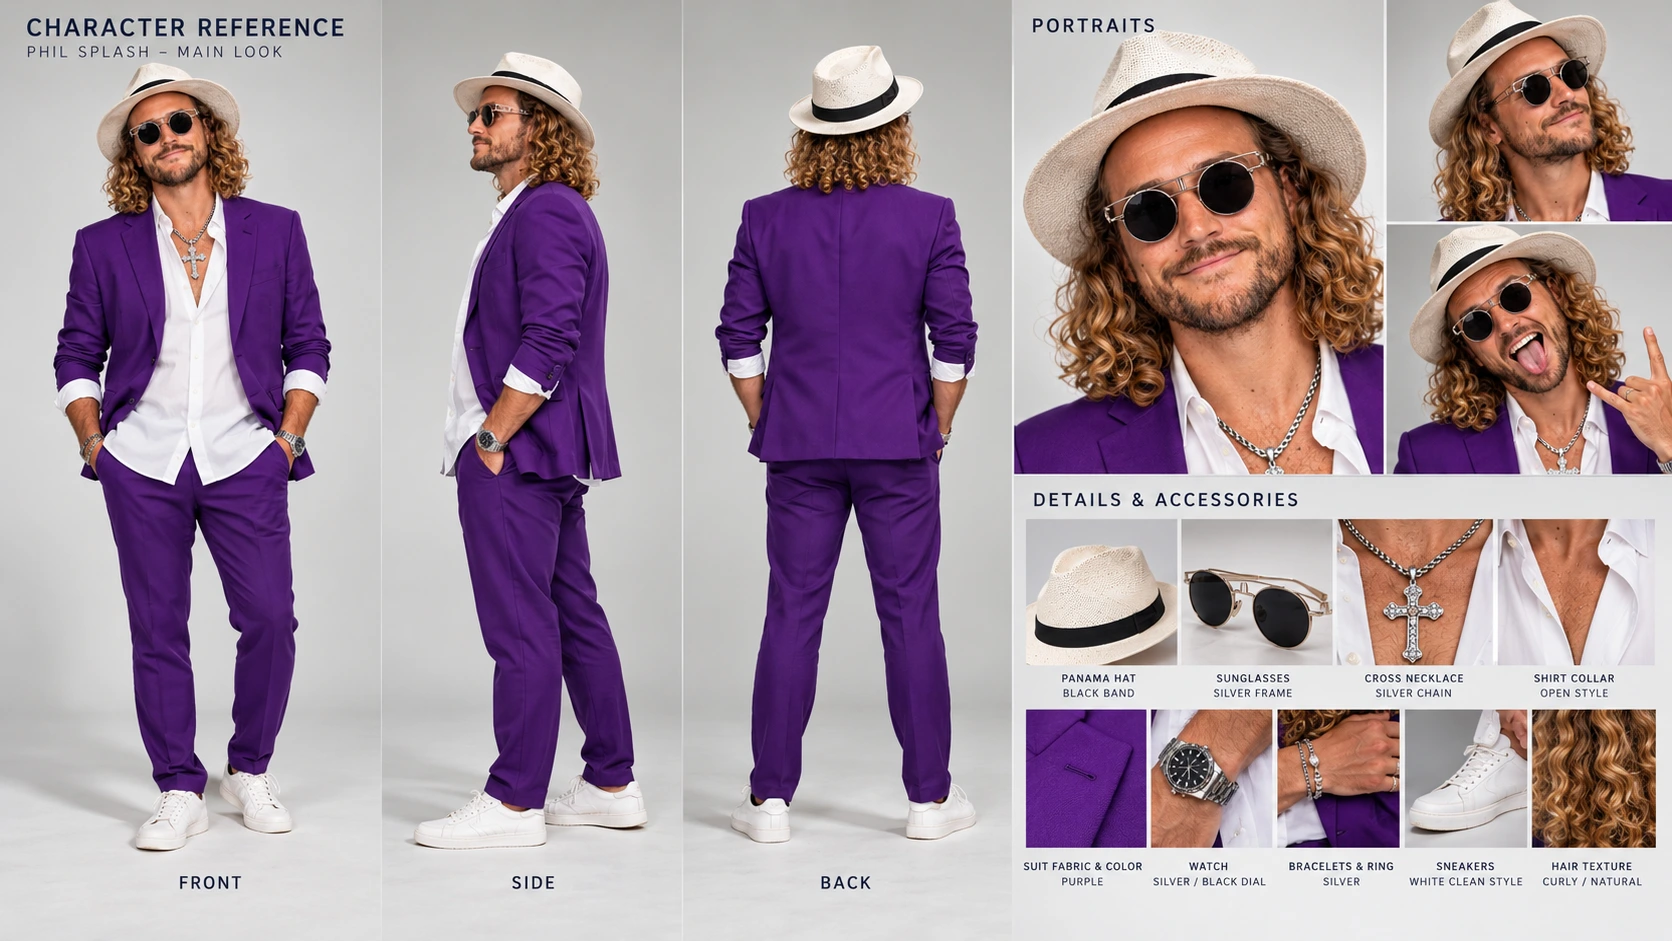 CHARACTER REFERENCE
PHIL SPLASH – MAIN LOOK
FRONT
SIDE
BACK
PORTRAITS
DETAILS & ACCESSORIES
PANAMA HAT
BLACK BAND
SUNGLASSES
SILVER FRAME
CROSS NECKLACE
SILVER CHAIN
SHIRT COLLAR
OPEN STYLE
SUIT FABRIC & COLOR
PURPLE
WATCH
SILVER / BLACK DIAL
BRACELETS & RING
SILVER
SNEAKERS
WHITE CLEAN STYLE
HAIR TEXTURE
CURLY / NATURAL